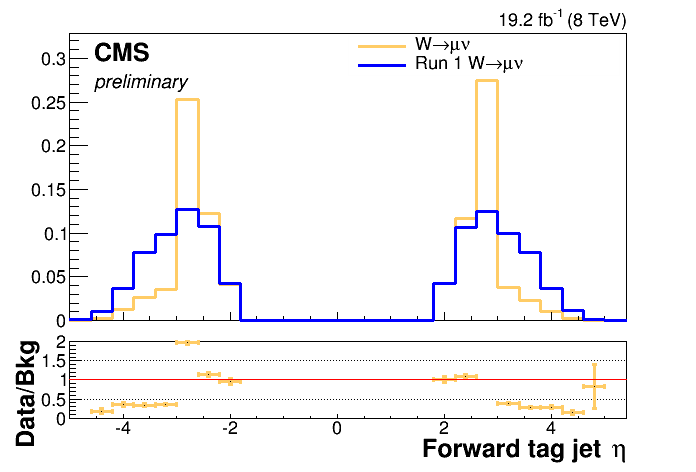 19.2 fb-1 (8 TeV)
CMS
preliminary
W→μν
Run 1 W→μν
0.3
0.25
0.2
0.15
0.1
0.05
0
Data/Bkg
2
1.5
1
0.5
0
-4 -2 0 2 4
Forward tag jet η